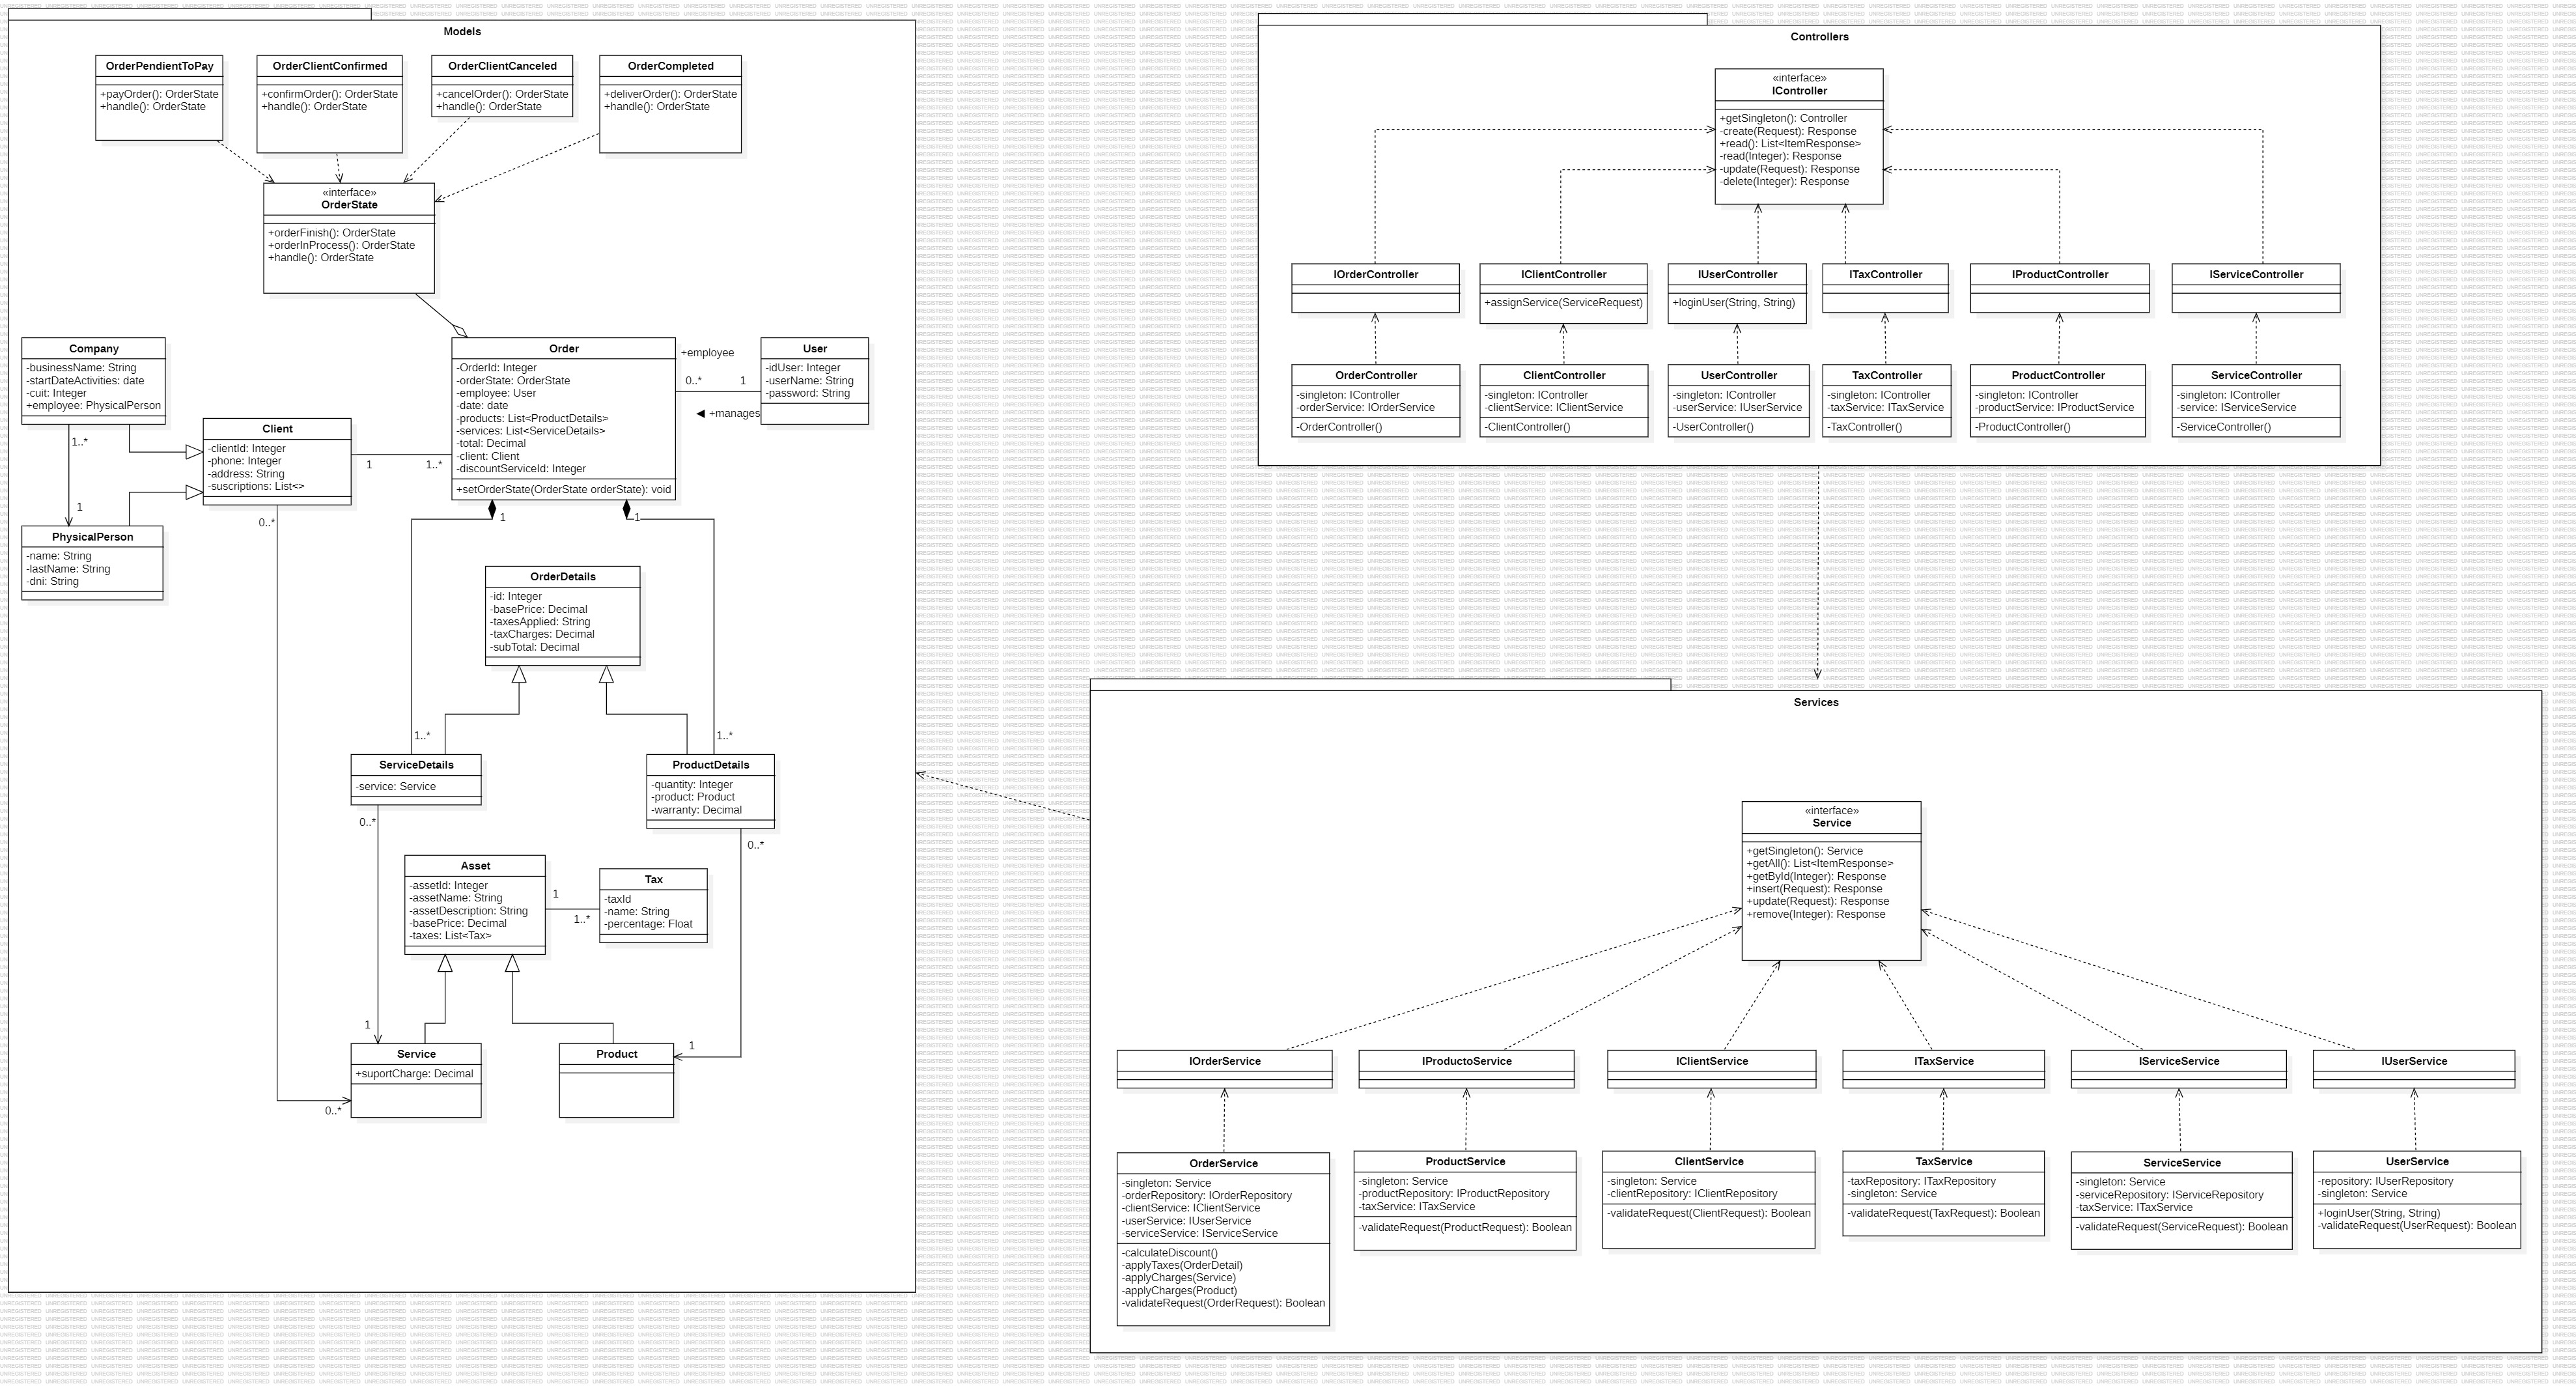 Models
OrderPendientToPay
+payOrder(): OrderState
+handle(): OrderState
OrderClientConfirmed
+confirmOrder(): OrderState
+handle(): OrderState
OrderClientCanceled
+cancelOrder(): OrderState
+handle(): OrderState
OrderCompleted
+deliverOrder(): OrderState
+handle(): OrderState
«interface»
OrderState
+orderFinish(): OrderState
+orderInProcess(): OrderState
+handle(): OrderState
Company
-businessName: String
-startDateActivities: date
-cuit: Integer
+employee: PhysicalPerson
1..*
1
Client
-clientId: Integer
-phone: Integer
-address: String
-suscriptions: List<>
1
1..*
0..*
PhysicalPerson
-name: String
-lastName: String
-dni: String
Order
-OrderId: Integer
-orderState: OrderState
-employee: User
-date: date
-products: List<ProductDetails>
-services: List<ServiceDetails>
-total: Decimal
-client: Client
-discountServiceId: Integer
+setOrderState(OrderState orderState): void
+employee
0..*
1
◀ +manages
User
-idUser: Integer
-userName: String
-password: String
1
1
OrderDetails
-id: Integer
-basePrice: Decimal
-taxesApplied: String
-taxCharges: Decimal
-subTotal: Decimal
1..*
1..*
ServiceDetails
-service: Service
0..*
ProductDetails
-quantity: Integer
-product: Product
-warranty: Decimal
0..*
Asset
-assetId: Integer
-assetName: String
-assetDescription: String
-basePrice: Decimal
-taxes: List<Tax>
1
1..*
Tax
-taxId
-name: String
-percentage: Float
1
1
Service
+suportCharge: Decimal
0..*
Product
Controllers
«interface»
IController
+getSingleton(): Controller
-create(Request): Response
+read(): List<ItemResponse>
-read(Integer): Response
-update(Request): Response
-delete(Integer): Response
IOrderController
IClientController
+assignService(ServiceRequest)
IUserController
+loginUser(String, String)
ITaxController
IProductController
IServiceController
OrderController
-singleton: IController
-orderService: IOrderService
-OrderController()
ClientController
-singleton: IController
-clientService: IClientService
-ClientController()
UserController
-singleton: IController
-userService: IUserService
-UserController()
TaxController
-singleton: IController
-taxService: ITaxService
-TaxController()
ProductController
-singleton: IController
-productService: IProductService
-ProductController()
ServiceController
-singleton: IController
-service: IServiceService
-ServiceController()
Services
«interface»
Service
+getSingleton(): Service
+getAll(): List<ItemResponse>
+getById(Integer): Response
+insert(Request): Response
+update(Request): Response
+remove(Integer): Response
IOrderService
IProductoService
IClientService
ITaxService
IServiceService
IUserService
OrderService
-singleton: Service
-orderRepository: IOrderRepository
-clientService: IClientService
-userService: IUserService
-serviceService: IServiceService
-calculateDiscount()
-applyTaxes(OrderDetail)
-applyCharges(Service)
-applyCharges(Product)
-validateRequest(OrderRequest): Boolean
ProductService
-singleton: Service
-productRepository: IProductRepository
-taxService: ITaxService
-validateRequest(ProductRequest): Boolean
ClientService
-singleton: Service
-clientRepository: IClientRepository
-validateRequest(ClientRequest): Boolean
TaxService
-taxRepository: ITaxRepository
-singleton: Service
-validateRequest(TaxRequest): Boolean
ServiceService
-singleton: Service
-serviceRepository: IServiceRepository
-taxService: ITaxService
-validateRequest(ServiceRequest): Boolean
UserService
-repository: IUserRepository
-singleton: Service
+loginUser(String, String)
-validateRequest(UserRequest): Boolean
UNREGISTERED